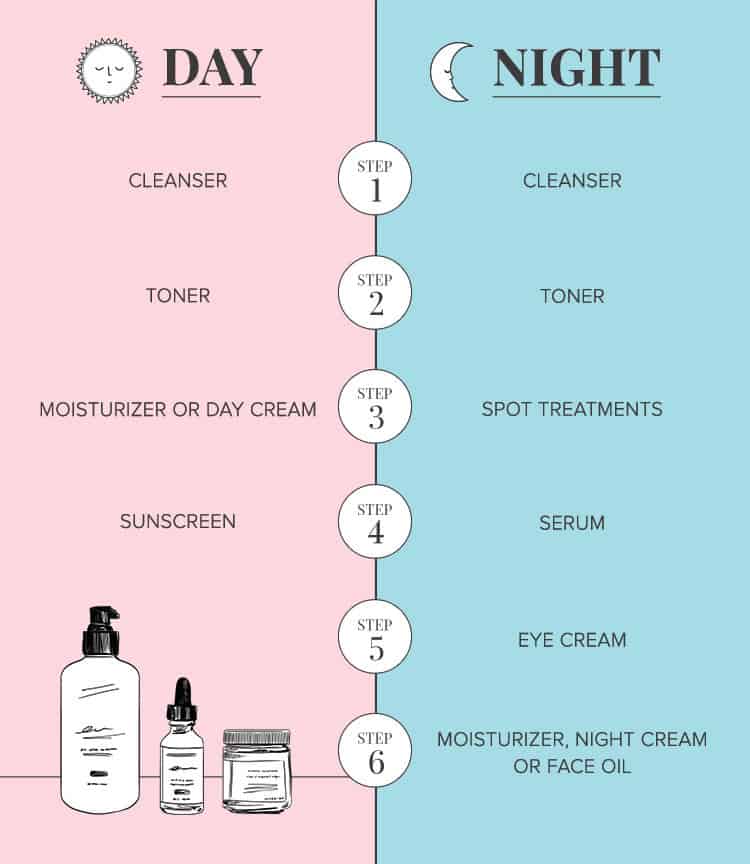 DAY
NIGHT
CLEANSER
STEP
1
CLEANSER
TONER
STEP
2
TONER
MOISTURIZER OR DAY CREAM
STEP
3
SPOT TREATMENTS
SUNSCREEN
STEP
4
SERUM
STEP
5
EYE CREAM
STEP
6
MOISTURIZER, NIGHT CREAM
OR FACE OIL